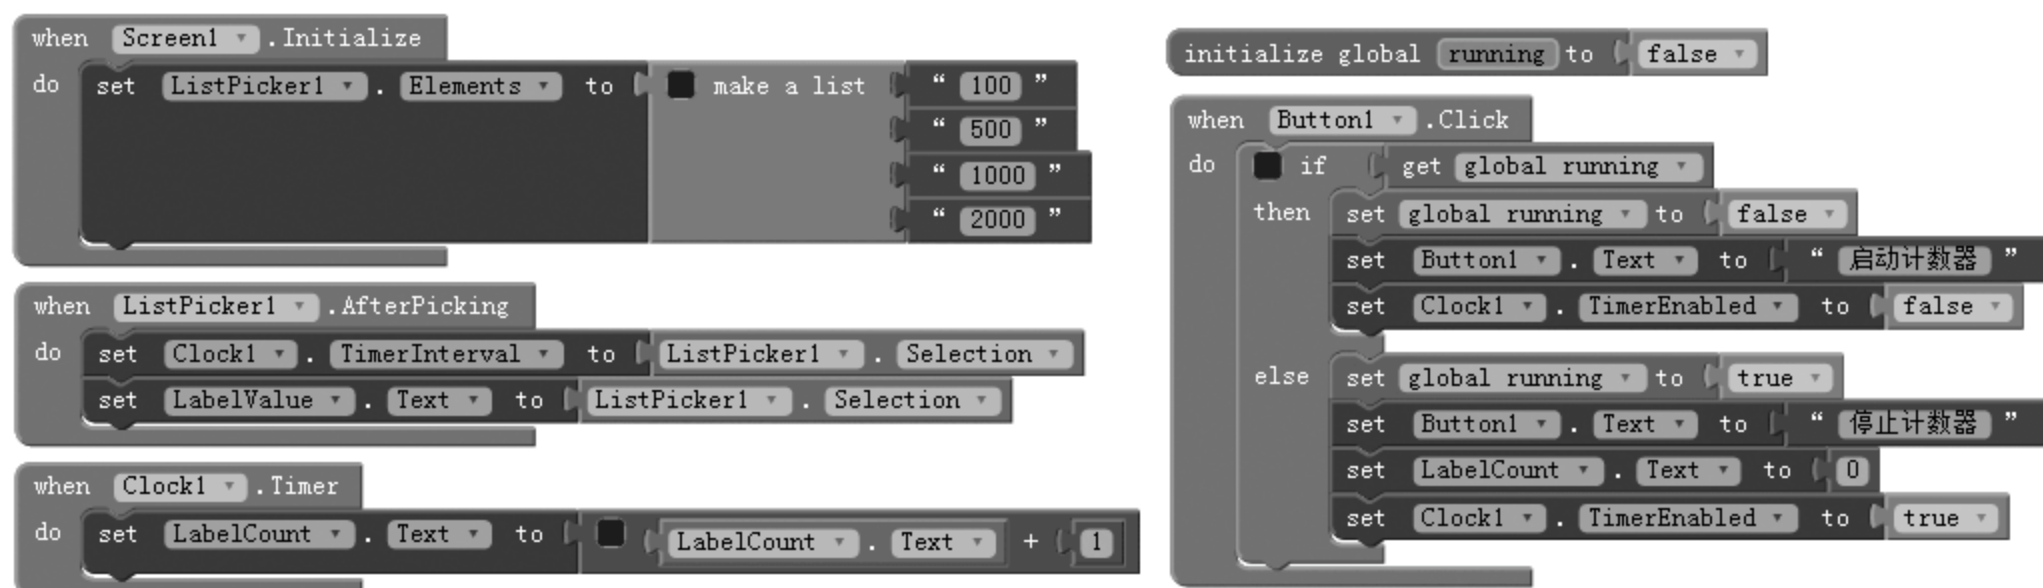 when Screen1 .Initialize
do set ListPicker1 . Elements to make a list “ 100 ”
“ 500 ”
“ 1000 ”
“ 2000 ”
when ListPicker1 .AfterPicking
do set Clock1 . TimerInterval to ListPicker1 . Selection
set LabelValue . Text to ListPicker1 . Selection
when Clock1 .Timer
do set LabelCount . Text to LabelCount . Text + 1
initialize global running to false
when Button1 .Click
do if get global running
then set global running to false
set Button1 . Text to “ 启动计数器 ”
set Clock1 . TimerEnabled to false
else set global running to true
set Button1 . Text to “ 停止计数器 ”
set LabelCount . Text to 0
set Clock1 . TimerEnabled to true